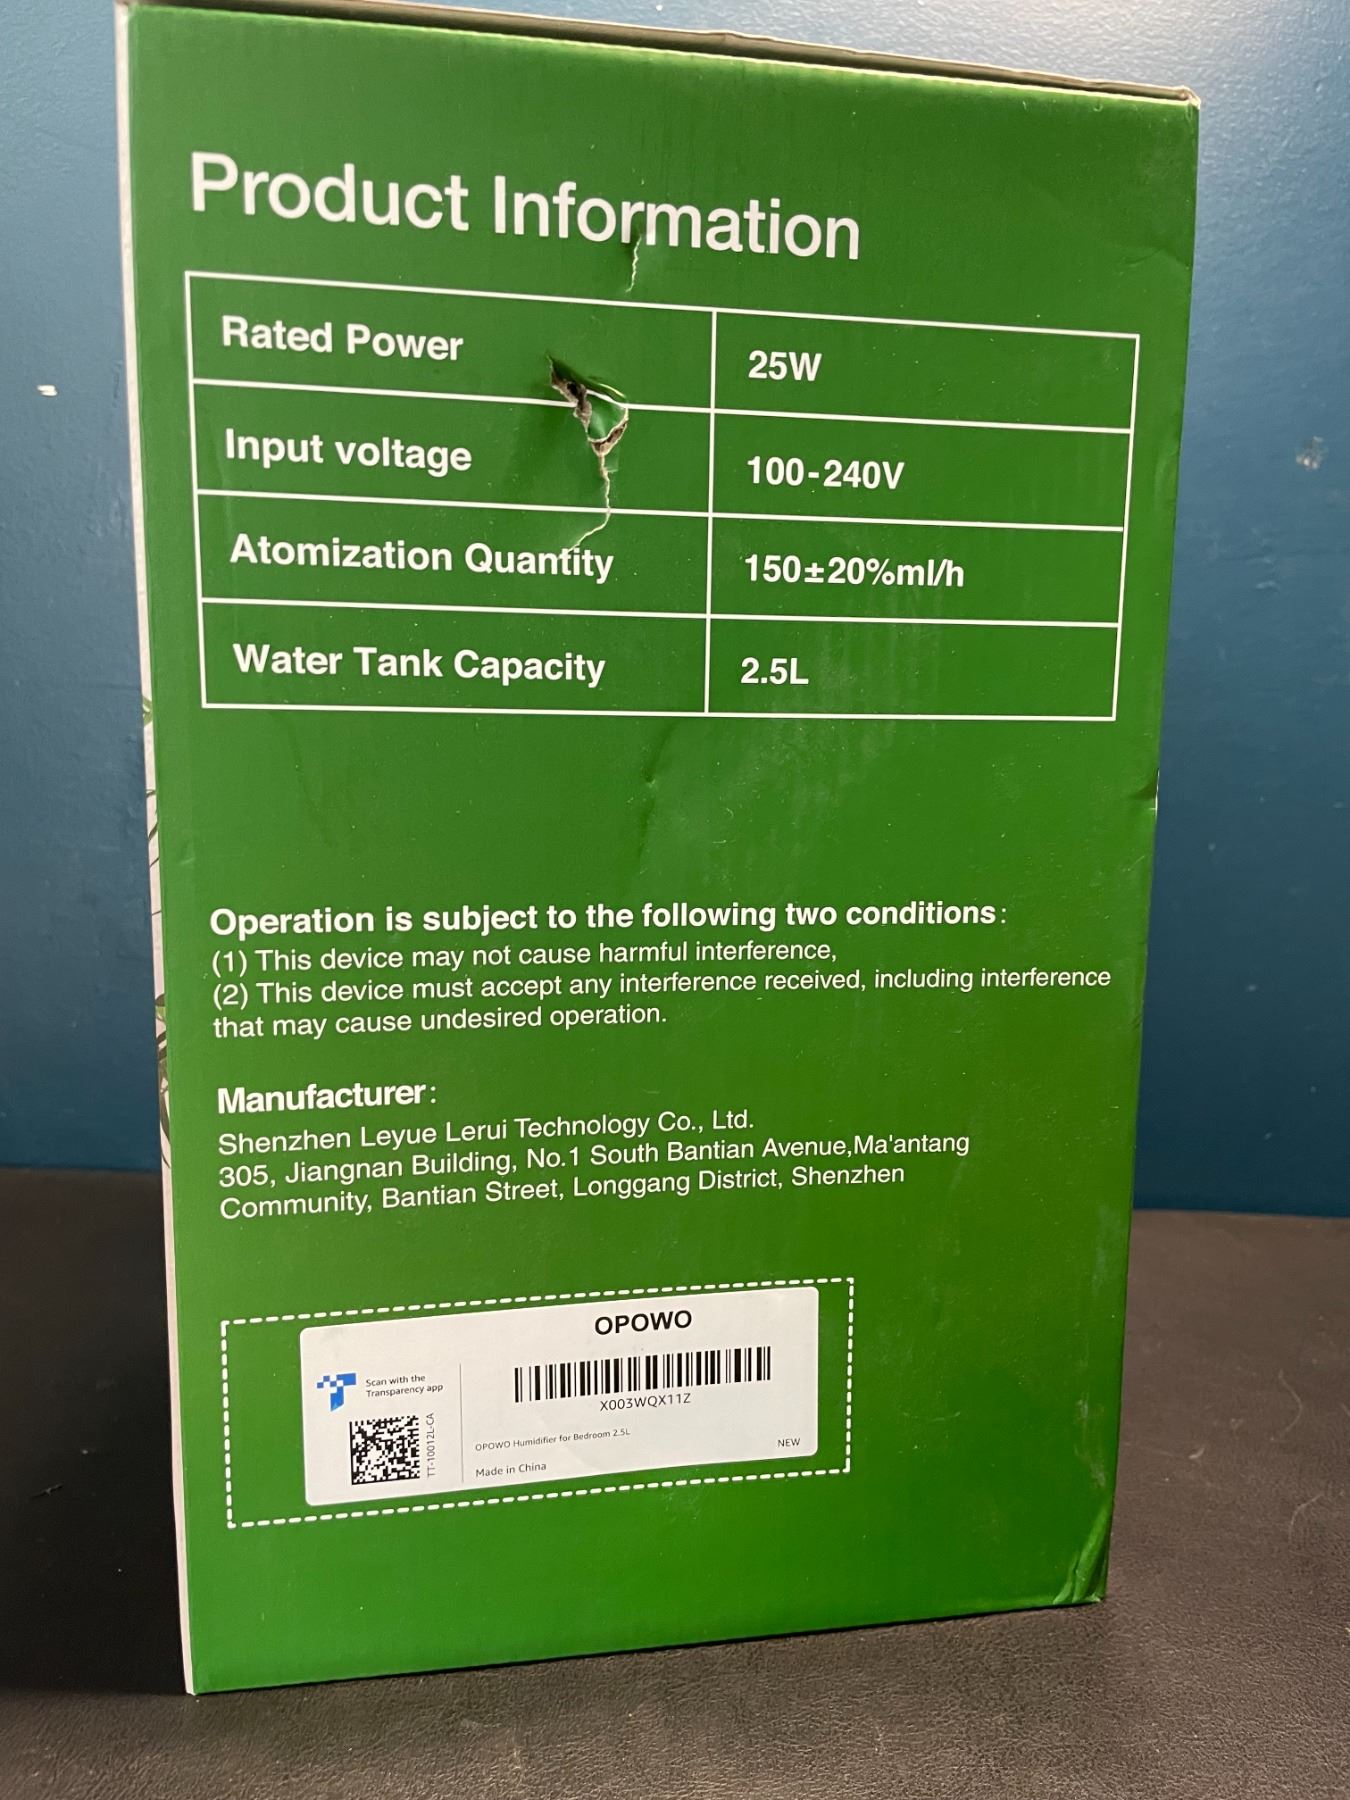 Product Information
Rated Power 25W
Input voltage 100-240V
Atomization Quantity 150±20%ml/h
Water Tank Capacity 2.5L
Operation is subject to the following two conditions:
(1) This device may not cause harmful interference,
(2) This device must accept any interference received, including interference
that may cause undesired operation.
Manufacturer:
Shenzhen Leyue Lerui Technology Co., Ltd.
305, Jiangnan Building, No.1 South Bantian Avenue,Ma'antang
Community, Bantian Street, Longgang District, Shenzhen
OPOWO
Scan with the
Transparency app
TT-10012L-CA
X003WQX11Z
OPOWO Humidifier for Bedroom 2.5L
NEW
Made in China